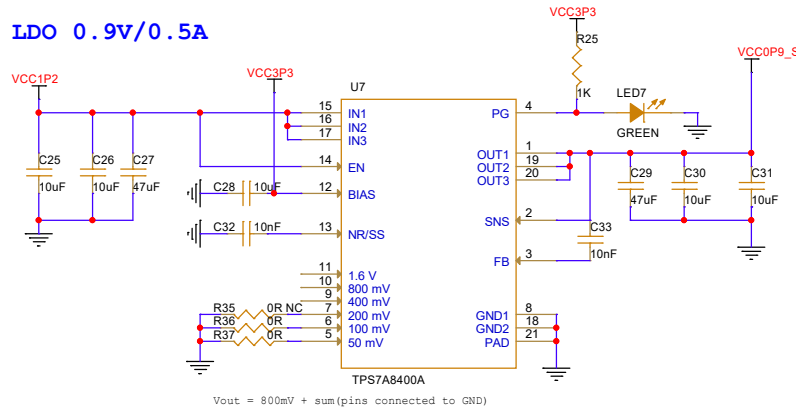 LDO 0.9V/0.5A
VCC3P3
R25
1K
VCC0P9_S
VCC1P2
VCC3P3
U7
LED7
GREEN
15 IN1
16 IN2
17 IN3
14 EN
12 BIAS
13 NR/SS
11 1.6 V
10 800 mV
9 400 mV
7 200 mV
6 100 mV
5 50 mV
PG 4
OUT1 1
OUT2 19
OUT3 20
SNS 2
FB 3
GND1 8
GND2 18
PAD 21
C25
10uF
C26
10uF
C27
47uF
C28 10uF
C32 10nF
C29
47uF
C30
10uF
C31
10uF
C33
10nF
R35 0R NC
R36 0R
R37 0R
TPS7A8400A
Vout = 800mV + sum(pins connected to GND)